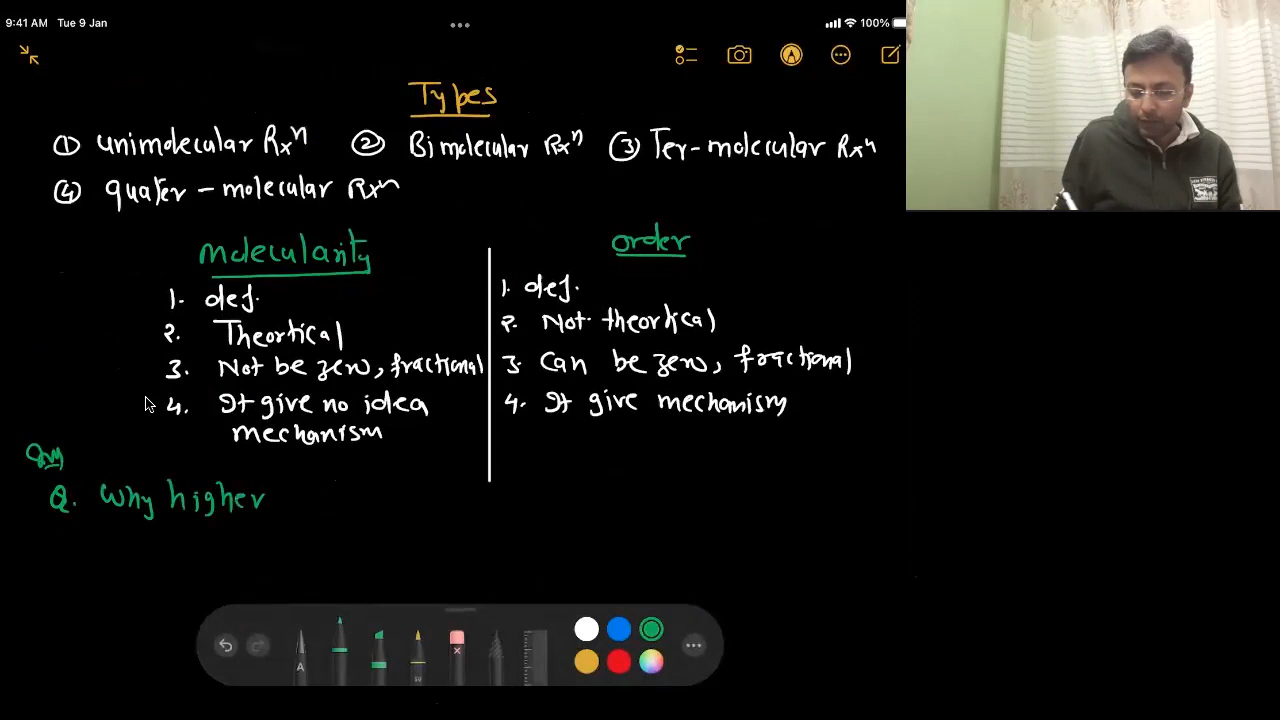 9:41 AM Tue 9 Jan
100%
Types
① Unimolecular Rxⁿ ② Bimolecular Rxⁿ ③ Ter-molecular Rxⁿ
④ quater-molecular Rxⁿ
molecularity
1. def.
2. Theortical
3. Not be zero, fractional
4. It give no idea
mechanism
order
1. def.
2. Not theortical
3. Can be zero, fractional
4. It give mechanism
Q. Why higher
A
50